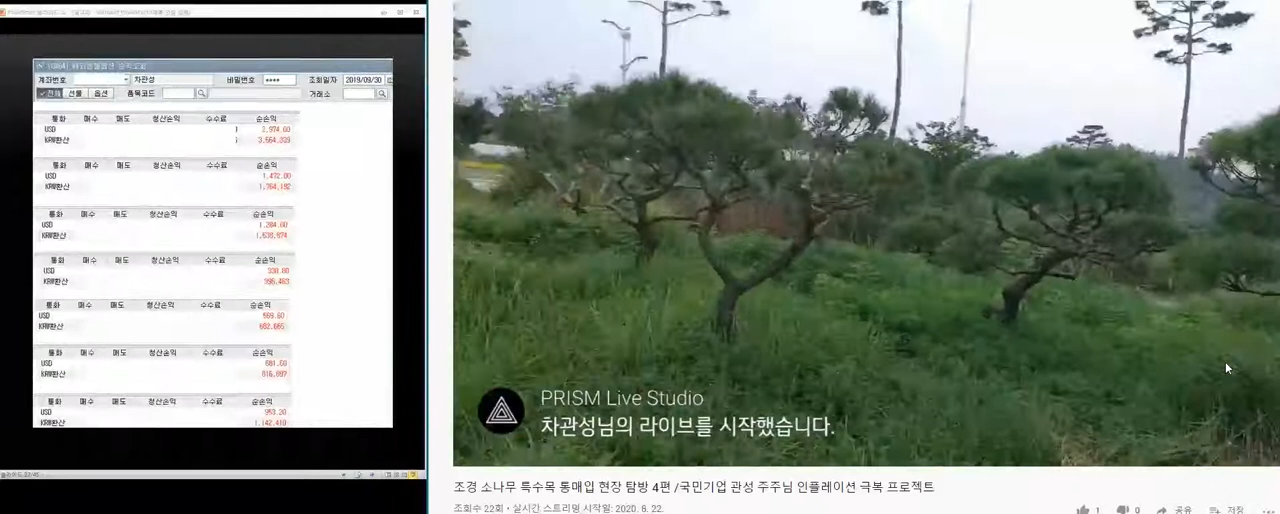 계좌번호 차관성 비밀번호 **** 조회일자 2019/09/30
전체 선물 옵션 품목코드 거래소
통화 매수 매도 청산손익 수수료 순손익
USD 2,974.60
KRW환산 3,564,329
통화 매수 매도 청산손익 수수료 순손익
USD 1,472.00
KRW환산 1,764,192
통화 매수 매도 청산손익 수수료 순손익
USD
KRW환산
통화 매수 매도 청산손익 수수료 순손익
USD
KRW환산
통화 매수 매도 청산손익 수수료 순손익
USD 569.60
KRW환산 682,665
통화 매수 매도 청산손익 수수료 순손익
USD 681.60
KRW환산 816,897
통화 매수 매도 청산손익 수수료 순손익
USD 953.20
KRW환산 1,142,410
PRISM Live Studio
차관성님의 라이브를 시작했습니다.
조경 소나무 특수목 통매입 현장 탐방 4편 /국민기업 관성 주주님 인플레이션 극복 프로젝트
조회수 22회 • 실시간 스트리밍 시작일: 2020. 8. 22.
1 0 공유 저장